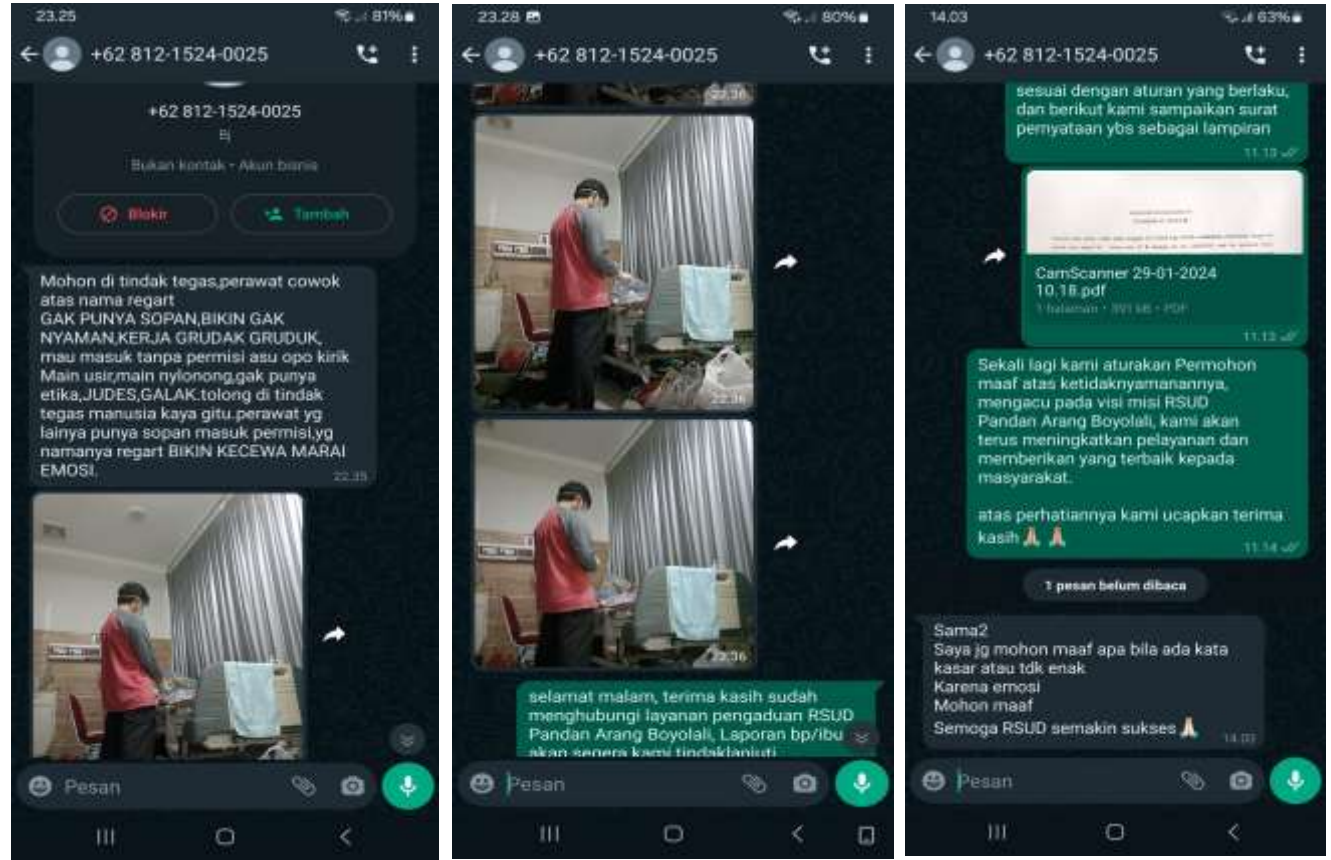 23.25
81%
+62 812-1524-0025
+62 812-1524-0025
Bukan kontak • Akun bisnis
Blokir
Tambah
Mohon di tindak tegas,perawat cowok
atas nama regart
GAK PUNYA SOPAN,BIKIN GAK
NYAMAN,KERJA GRUDAK GRUDUK,
mau masuk tanpa permisi asu opo kirik
Main usir,main nylonong,gak punya
etika,JUDES,GALAK.tolong di tindak
tegas manusia kaya gitu.perawat yg
lainya punya sopan masuk permisi,yg
namanya regart BIKIN KECEWA MARAI
EMOSI.
22.35
Pesan
23.28
80%
+62 812-1524-0025
22.36
22.36
22.36
selamat malam, terima kasih sudah
menghubungi layanan pengaduan RSUD
Pandan Arang Boyolali, Laporan bp/ibu
akan segera kami tindaklanjuti
Pesan
14.03
63%
+62 812-1524-0025
sesuai dengan aturan yang berlaku,
dan berikut kami sampaikan surat
pernyataan ybs sebagai lampiran
11.13
CamScanner 29-01-2024
10.18.pdf
1 halaman • 391 kB • PDF
11.13
Sekali lagi kami aturakan Permohon
maaf atas ketidaknyamanannya,
mengacu pada visi misi RSUD
Pandan Arang Boyolali, kami akan
terus meningkatkan pelayanan dan
memberikan yang terbaik kepada
masyarakat.
atas perhatiannya kami ucapkan terima
kasih
11.14
1 pesan belum dibaca
Sama2
Saya jg mohon maaf apa bila ada kata
kasar atau tdk enak
Karena emosi
Mohon maaf
Semoga RSUD semakin sukses
14.03
Pesan